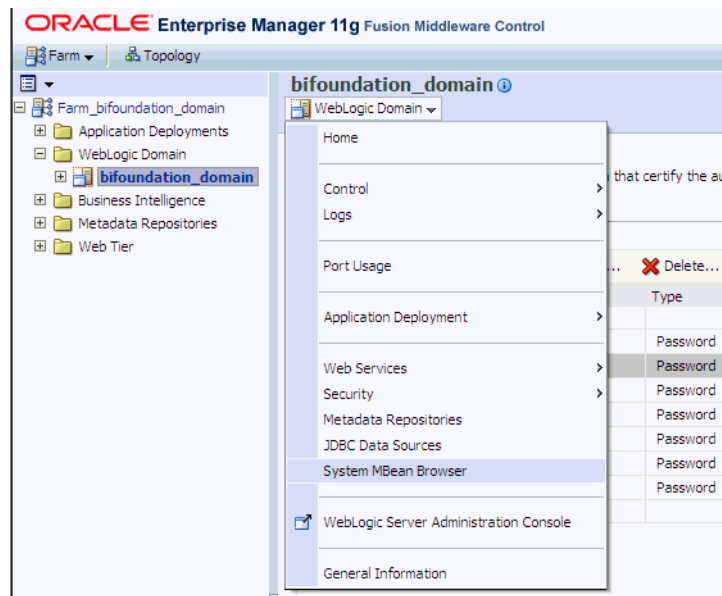 ORACLE Enterprise Manager 11g Fusion Middleware Control
Farm Topology
bifoundation_domain
WebLogic Domain
Farm_bifoundation_domain
Application Deployments
WebLogic Domain
bifoundation_domain
Business Intelligence
Metadata Repositories
Web Tier
Home
Control
Logs
Port Usage
Application Deployment
Web Services
Security
Metadata Repositories
JDBC Data Sources
System MBean Browser
WebLogic Server Administration Console
General Information
that certify the au
... Delete...
Type
Password
Password
Password
Password
Password
Password
Password